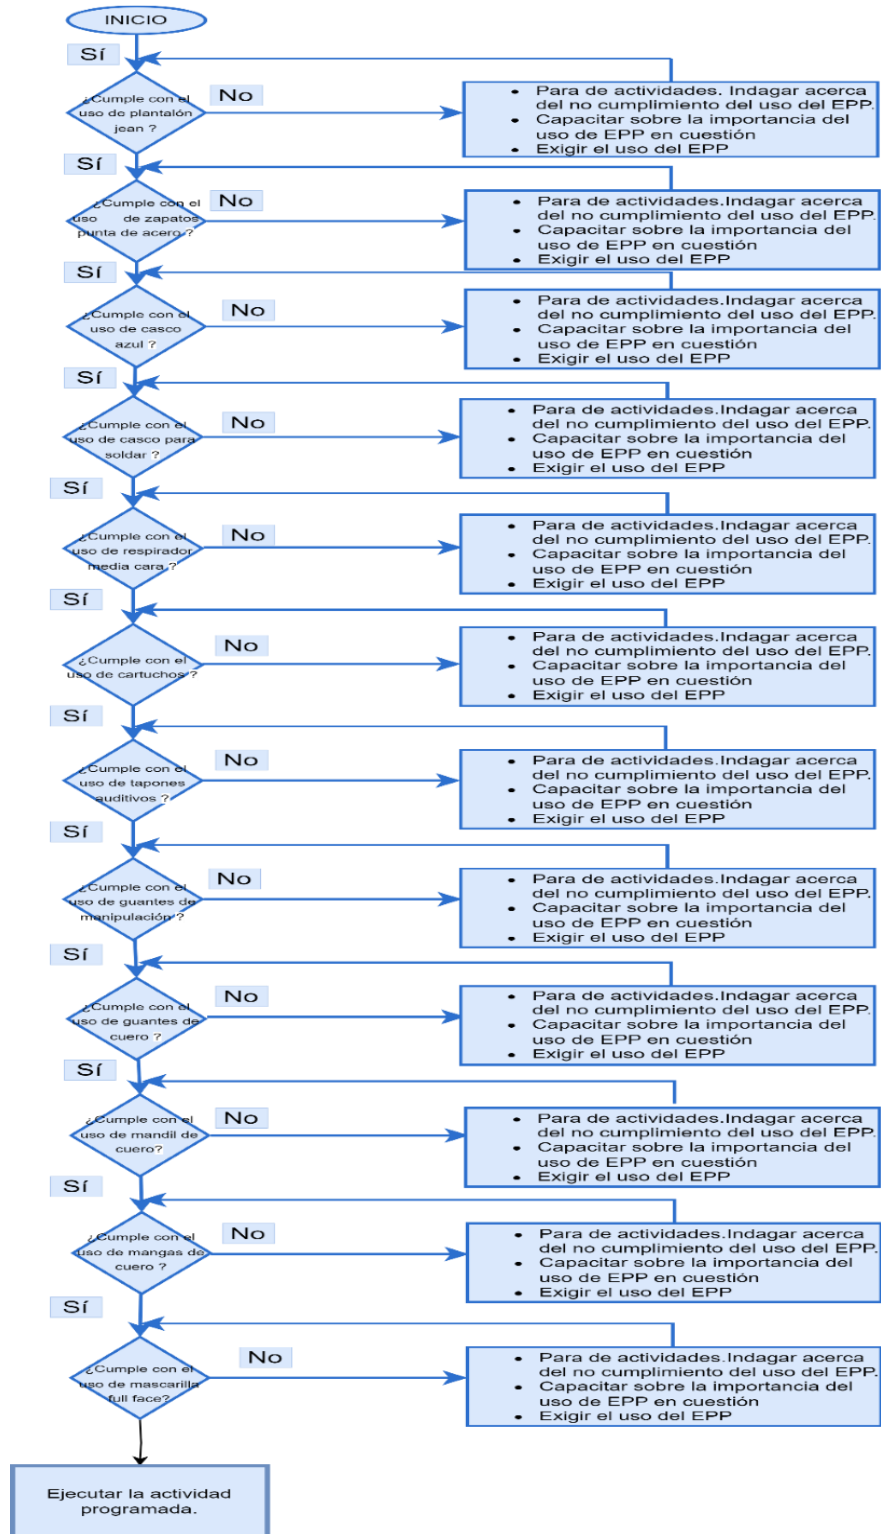 INICIO
Sí
¿Cumple con el
uso de plantalón
jean ?
No
• Para de actividades. Indagar acerca
del no cumplimiento del uso del EPP.
• Capacitar sobre la importancia del
uso de EPP en cuestión
• Exigir el uso del EPP
Sí
¿Cumple con el
uso de zapatos
punta de acero ?
No
• Para de actividades.Indagar acerca
del no cumplimiento del uso del EPP.
• Capacitar sobre la importancia del
uso de EPP en cuestión
• Exigir el uso del EPP
Sí
¿Cumple con el
uso de casco
azul ?
No
• Para de actividades.Indagar acerca
del no cumplimiento del uso del EPP.
• Capacitar sobre la importancia del
uso de EPP en cuestión
• Exigir el uso del EPP
Sí
¿Cumple con el
uso de casco para
soldar ?
No
• Para de actividades.Indagar acerca
del no cumplimiento del uso del EPP.
• Capacitar sobre la importancia del
uso de EPP en cuestión
• Exigir el uso del EPP
Sí
¿Cumple con el
uso de respirador
media cara ?
No
• Para de actividades.Indagar acerca
del no cumplimiento del uso del EPP.
• Capacitar sobre la importancia del
uso de EPP en cuestión
• Exigir el uso del EPP
Sí
¿Cumple con el
uso de cartuchos ?
No
• Para de actividades.Indagar acerca
del no cumplimiento del uso del EPP.
• Capacitar sobre la importancia del
uso de EPP en cuestión
• Exigir el uso del EPP
Sí
¿Cumple con el
uso de tapones
auditivos ?
No
• Para de actividades.Indagar acerca
del no cumplimiento del uso del EPP.
• Capacitar sobre la importancia del
uso de EPP en cuestión
• Exigir el uso del EPP
Sí
¿Cumple con el
uso de guantes de
manipulación ?
No
• Para de actividades.Indagar acerca
del no cumplimiento del uso del EPP.
• Capacitar sobre la importancia del
uso de EPP en cuestión
• Exigir el uso del EPP
Sí
¿Cumple con el
uso de guantes de
cuero ?
No
• Para de actividades.Indagar acerca
del no cumplimiento del uso del EPP.
• Capacitar sobre la importancia del
uso de EPP en cuestión
• Exigir el uso del EPP
Sí
¿Cumple con el
uso de mandil de
cuero?
No
• Para de actividades.Indagar acerca
del no cumplimiento del uso del EPP.
• Capacitar sobre la importancia del
uso de EPP en cuestión
• Exigir el uso del EPP
Sí
¿Cumple con el
uso de mangas de
cuero ?
No
• Para de actividades.Indagar acerca
del no cumplimiento del uso del EPP.
• Capacitar sobre la importancia del
uso de EPP en cuestión
• Exigir el uso del EPP
Sí
¿Cumple con el
uso de mascarilla
full face?
No
• Para de actividades.Indagar acerca
del no cumplimiento del uso del EPP.
• Capacitar sobre la importancia del
uso de EPP en cuestión
• Exigir el uso del EPP
Ejecutar la actividad
programada.